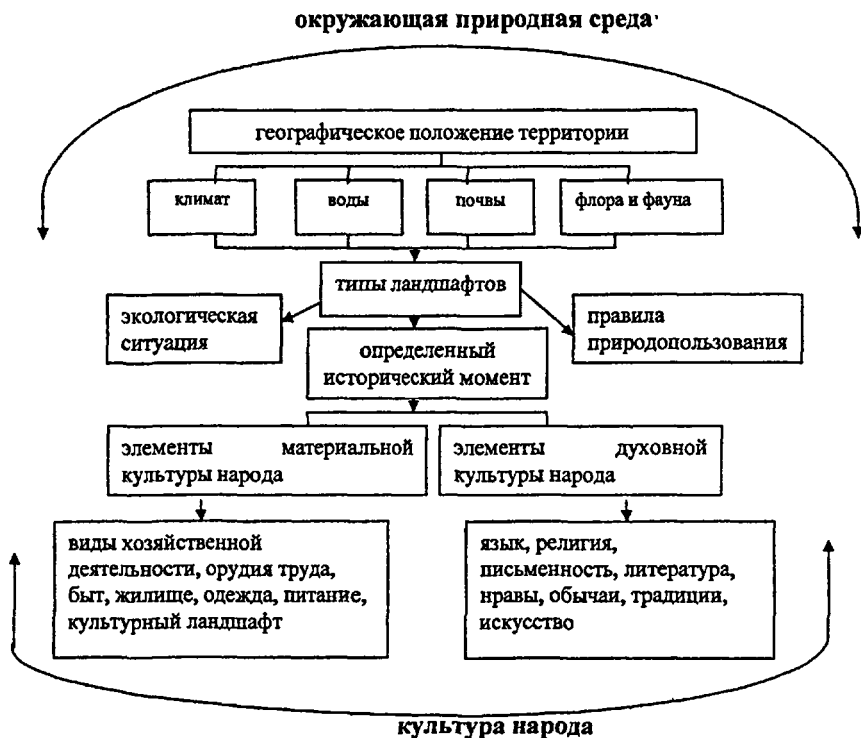 окружающая природная среда
географическое положение территории
климат
воды
почвы
флора и фауна
типы ландшафтов
экологическая
ситуация
правила
природопользования
определенный
исторический момент
элементы материальной
культуры народа
элементы духовной
культуры народа
виды хозяйственной
деятельности, орудия труда,
быт, жилище, одежда, питание,
культурный ландшафт
язык, религия,
письменность, литература,
нравы, обычаи, традиции,
искусство
культура народа